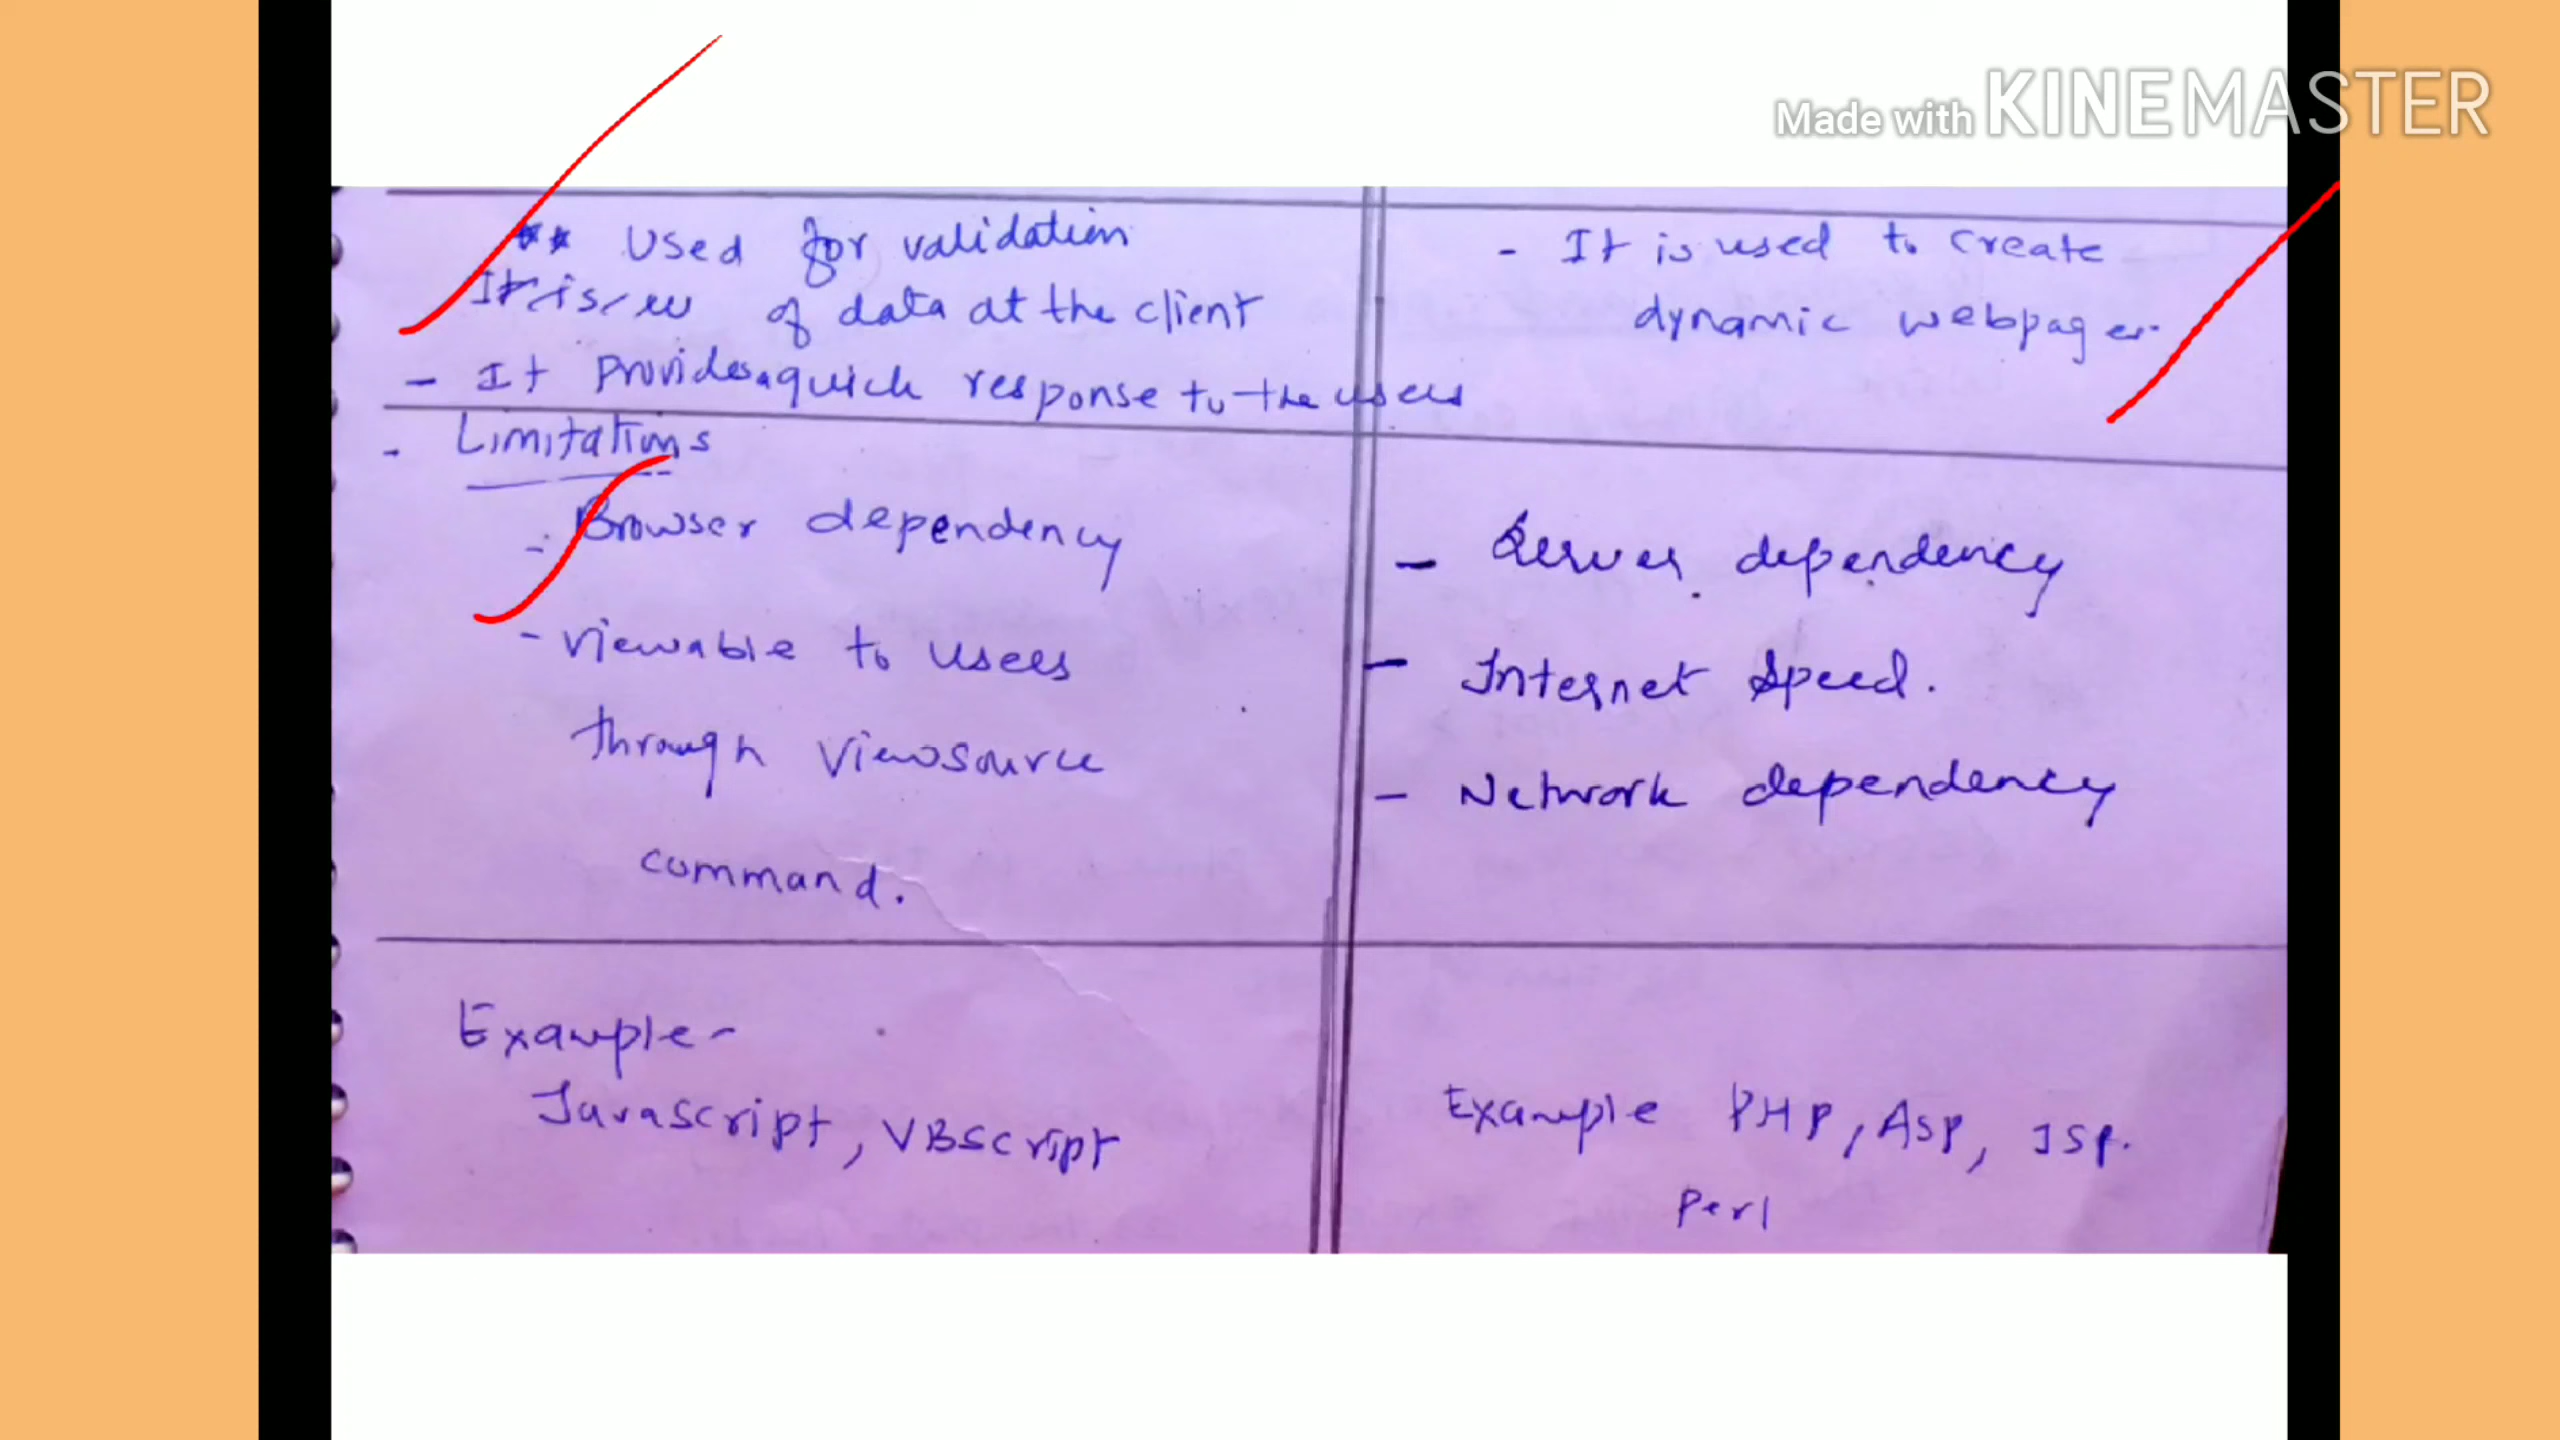 Made with KINEMASTER
** Used for validation
of data at the client
- It Provides a quick response to the users
- It is used to create
dynamic webpages.
- Limitations
- Browser dependency
- Viewable to users
through Viewsource
command.
- Server dependency
- Internet Speed.
- Network dependency
Example-
Javascript, VBScript
Example PHP, ASP, JSP.
Perl